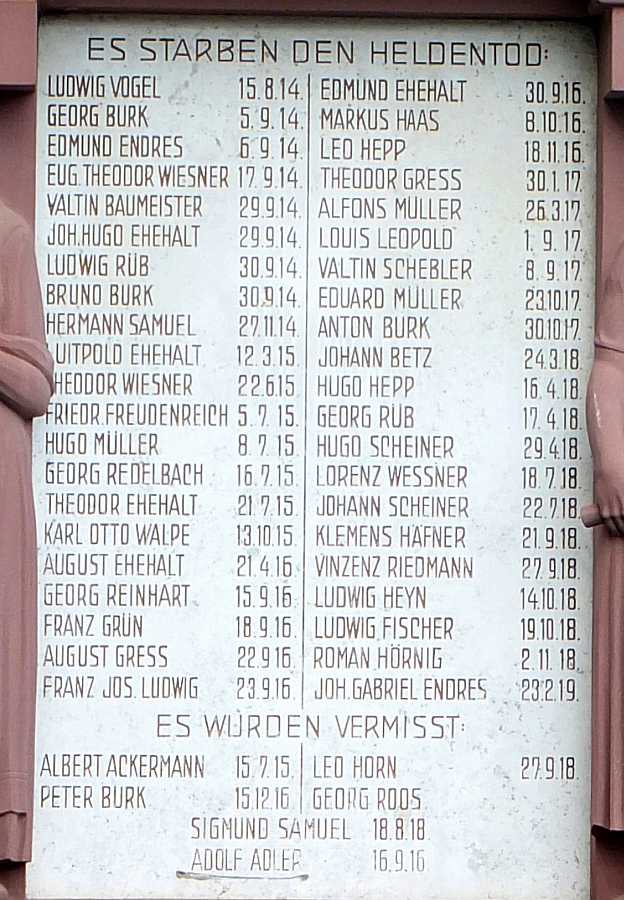 ES STARBEN DEN HELDENTOD:
LUDWIG VOGEL 15.8.14.
GEORG BURK 5.9.14.
EDMUND ENDRES 6.9.14.
EUG.THEODOR WIESNER 17.9.14.
VALTIN BAUMEISTER 29.9.14.
JOH.HUGO EHEHALT 29.9.14.
LUDWIG RÜB 30.9.14.
BRUNO BURK 30.9.14.
HERMANN SAMUEL 27.11.14.
LUITPOLD EHEHALT 12.3.15.
THEODOR WIESNER 22.6.15.
FRIEDR.FREUDENREICH 5.7.15.
HUGO MÜLLER 8.7.15.
GEORG REDELBACH 16.7.15.
THEODOR EHEHALT 21.7.15.
KARL OTTO WALPE 13.10.15.
AUGUST EHEHALT 21.4.16.
GEORG REINHART 15.9.16.
FRANZ GRÜN 18.9.16.
AUGUST GRESS 22.9.16.
FRANZ JOS. LUDWIG 23.9.16.
EDMUND EHEHALT 30.9.16.
MARKUS HAAS 8.10.16.
LEO HEPP 18.11.16.
THEODOR GRESS 30.1.17.
ALFONS MÜLLER 26.3.17.
LOUIS LEOPOLD 1.9.17.
VALTIN SCHEBLER 8.9.17.
EDUARD MÜLLER 23.10.17.
ANTON BURK 30.10.17.
JOHANN BETZ 24.3.18.
HUGO HEPP 16.4.18.
GEORG RÜB 17.4.18.
HUGO SCHEINER 29.4.18.
LORENZ WESSNER 18.7.18.
JOHANN SCHEINER 22.7.18.
KLEMENS HÄFNER 21.9.18.
VINZENZ RIEDMANN 27.9.18.
LUDWIG HEYN 14.10.18.
LUDWIG FISCHER 19.10.18.
ROMAN HÖRNIG 2.11.18.
JOH.GABRIEL ENDRES 23.2.19.
ES WURDEN VERMISST:
ALBERT ACKERMANN 15.7.15.
PETER BURK 15.12.16.
LEO HORN 27.9.18.
GEORG ROOS
SIGMUND SAMUEL 18.8.18.
ADOLF ADLER 16.9.16